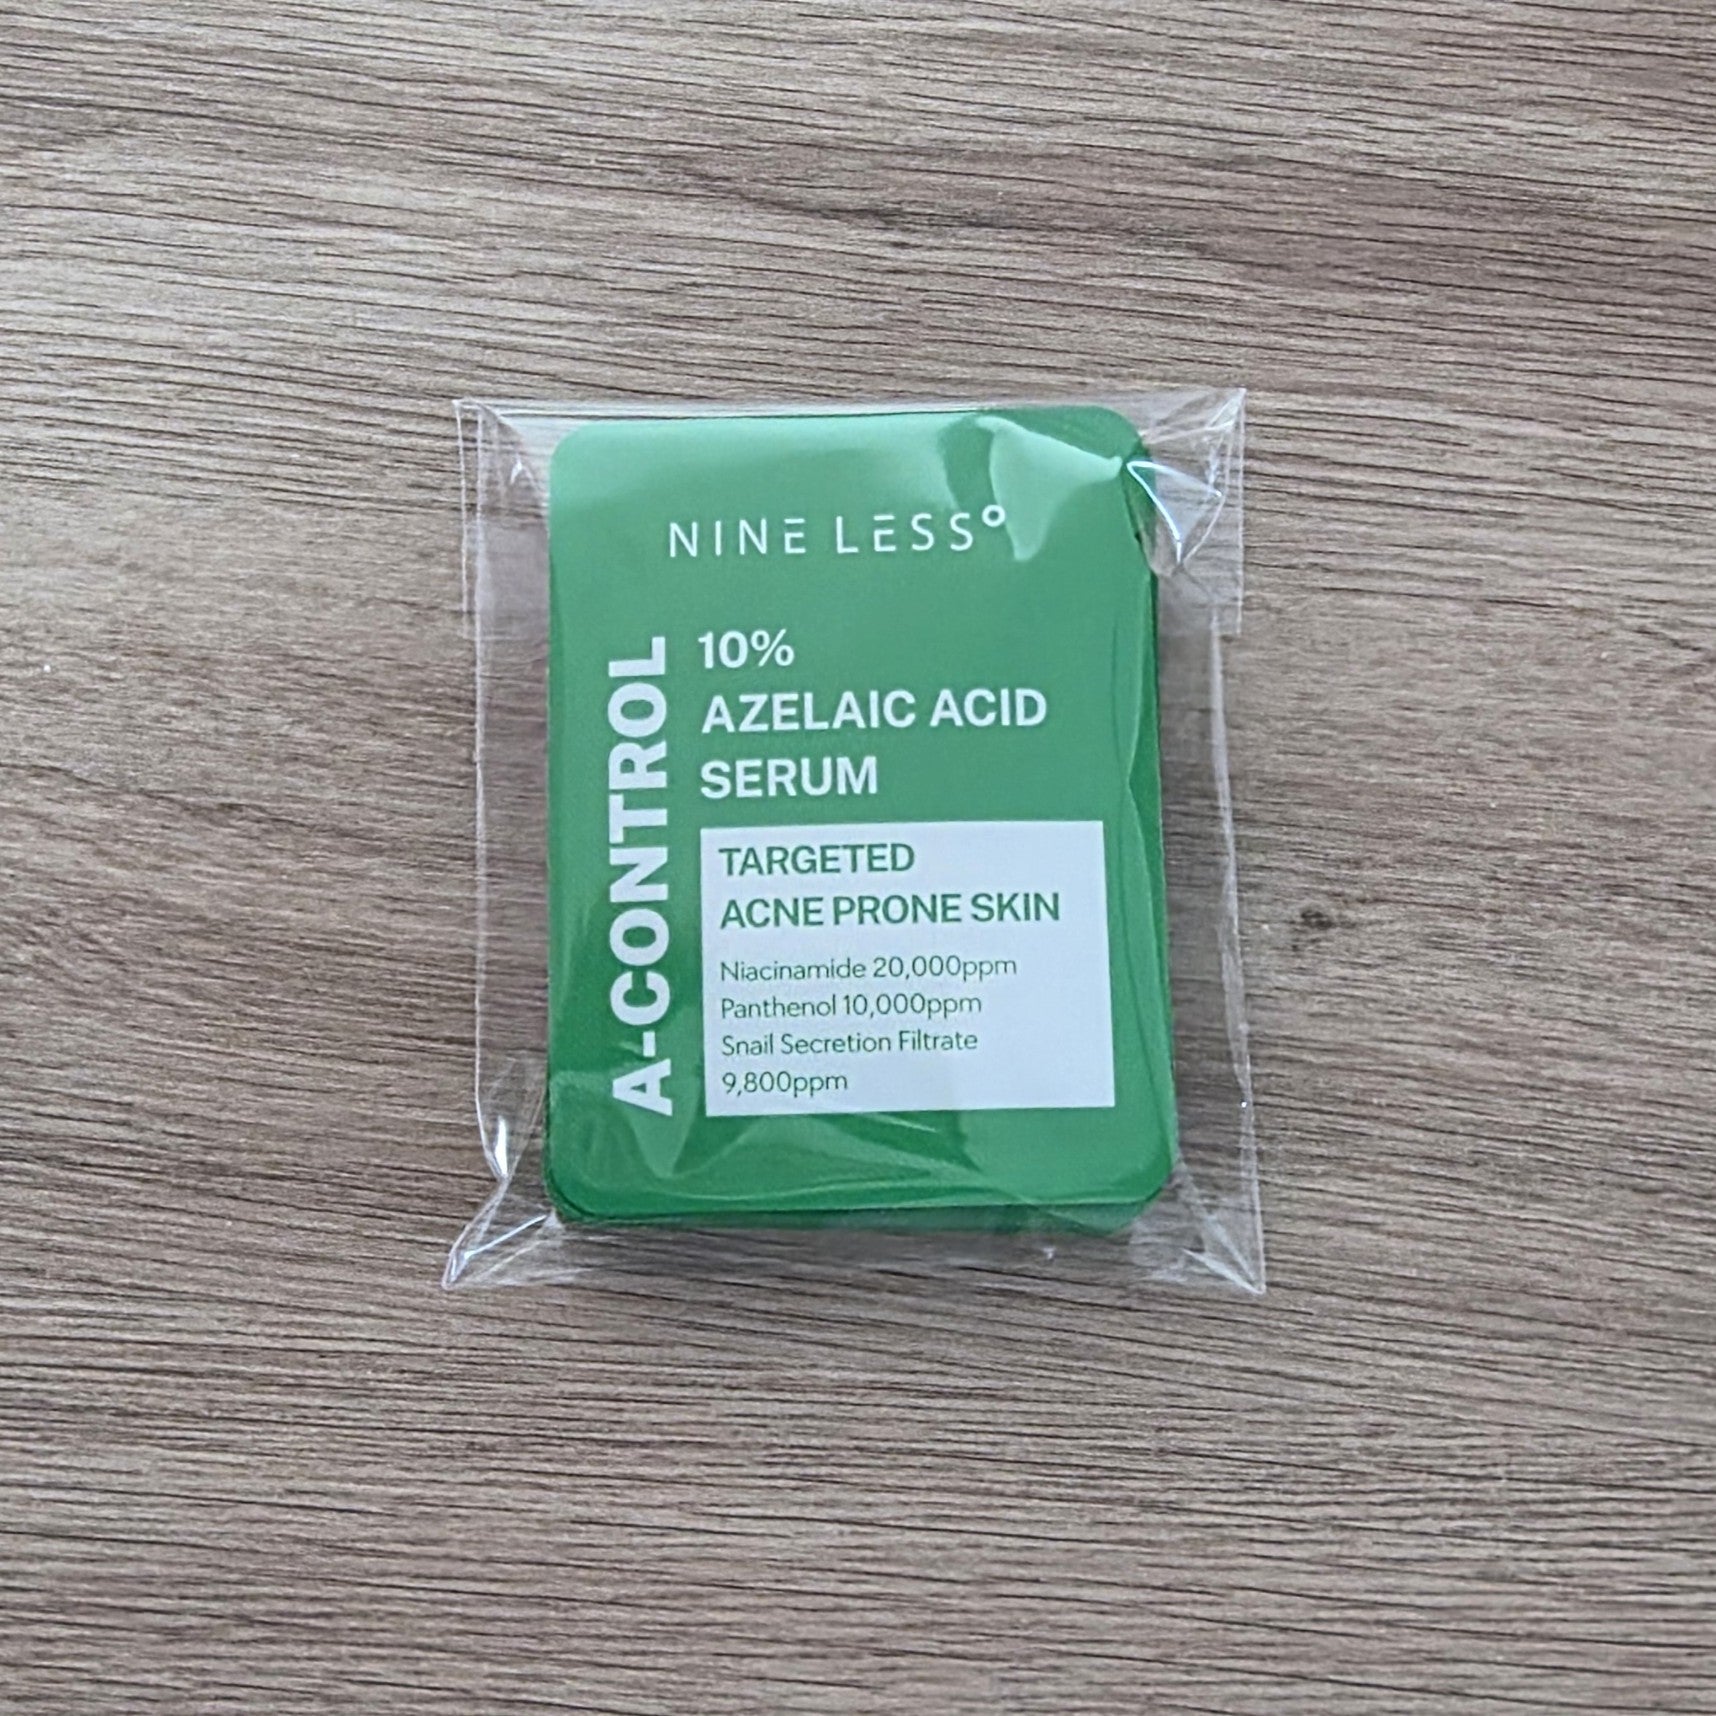 NINE LESS°
A-CONTROL
10%
AZELAIC ACID
SERUM
TARGETED
ACNE PRONE SKIN
Niacinamide 20,000ppm
Panthenol 10,000ppm
Snail Secretion Filtrate
9,800ppm